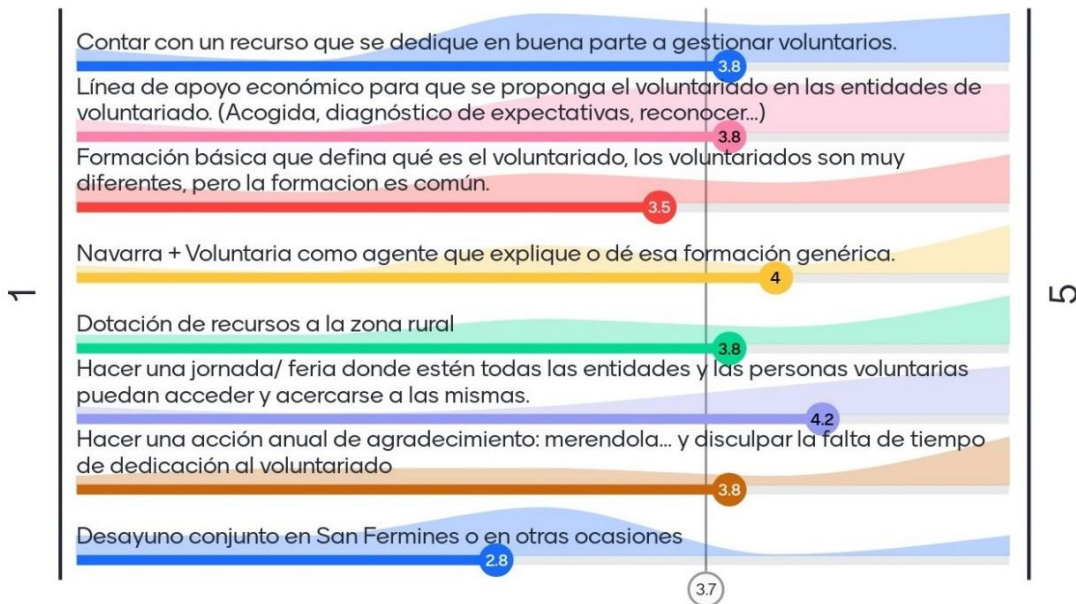 Contar con un recurso que se dedique en buena parte a gestionar voluntarios.
3.8
Línea de apoyo económico para que se proponga el voluntariado en las entidades de
voluntariado. (Acogida, diagnóstico de expectativas, reconocer...)
3.8
Formación básica que defina qué es el voluntariado, los voluntariados son muy
diferentes, pero la formacion es común.
3.5
Navarra + Voluntaria como agente que explique o dé esa formación genérica.
4
1
5
Dotación de recursos a la zona rural
3.8
Hacer una jornada/ feria donde estén todas las entidades y las personas voluntarias
puedan acceder y acercarse a las mismas.
4.2
Hacer una acción anual de agradecimiento: merendola... y disculpar la falta de tiempo
de dedicación al voluntariado
3.8
Desayuno conjunto en San Fermines o en otras ocasiones
2.8
3.7